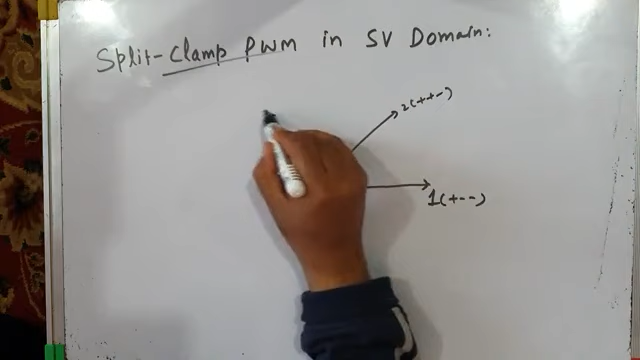 Split-Clamp PWM in SV Domain:
2(++-)
1(+--)